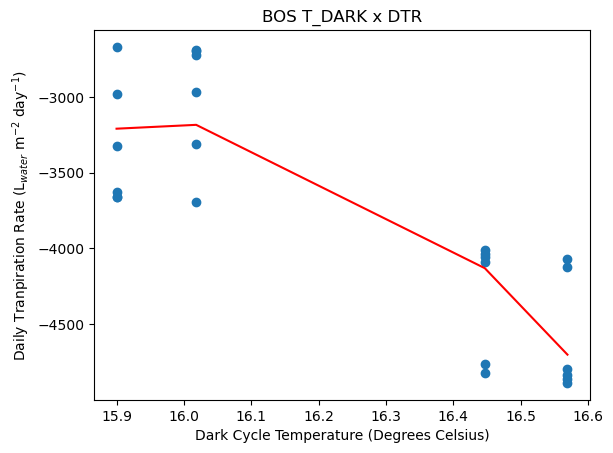 BOS T_DARK x DTR
Daily Tranpiration Rate (L$_{water}$ m$^{-2}$ day$^{-1}$)
−3000
−3500
−4000
−4500
15.9 16.0 16.1 16.2 16.3 16.4 16.5 16.6
Dark Cycle Temperature (Degrees Celsius)